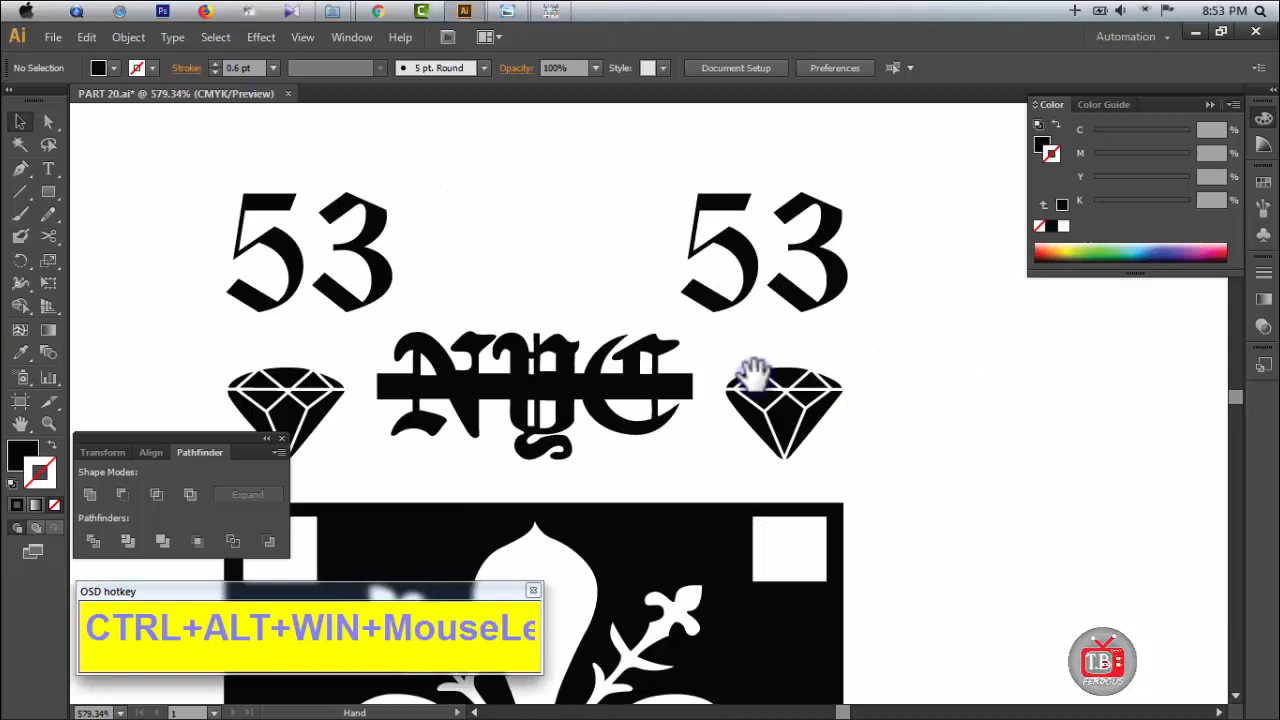 8:53 PM
Ai File Edit Object Type Select Effect View Window Help Br Automation
No Selection Stroke: 0.6 pt 5 pt. Round Opacity: 100% Style: Document Setup Preferences
PART 20.ai* @ 579.34% (CMYK/Preview)
Color Color Guide
C %
M %
Y %
K %
53 53
NYC
Transform Align Pathfinder
Shape Modes:
Expand
Pathfinders:
OSD hotkey
CTRL+ALT+WIN+MouseLe
T.B
FERDOUS
579.34% 1 Hand